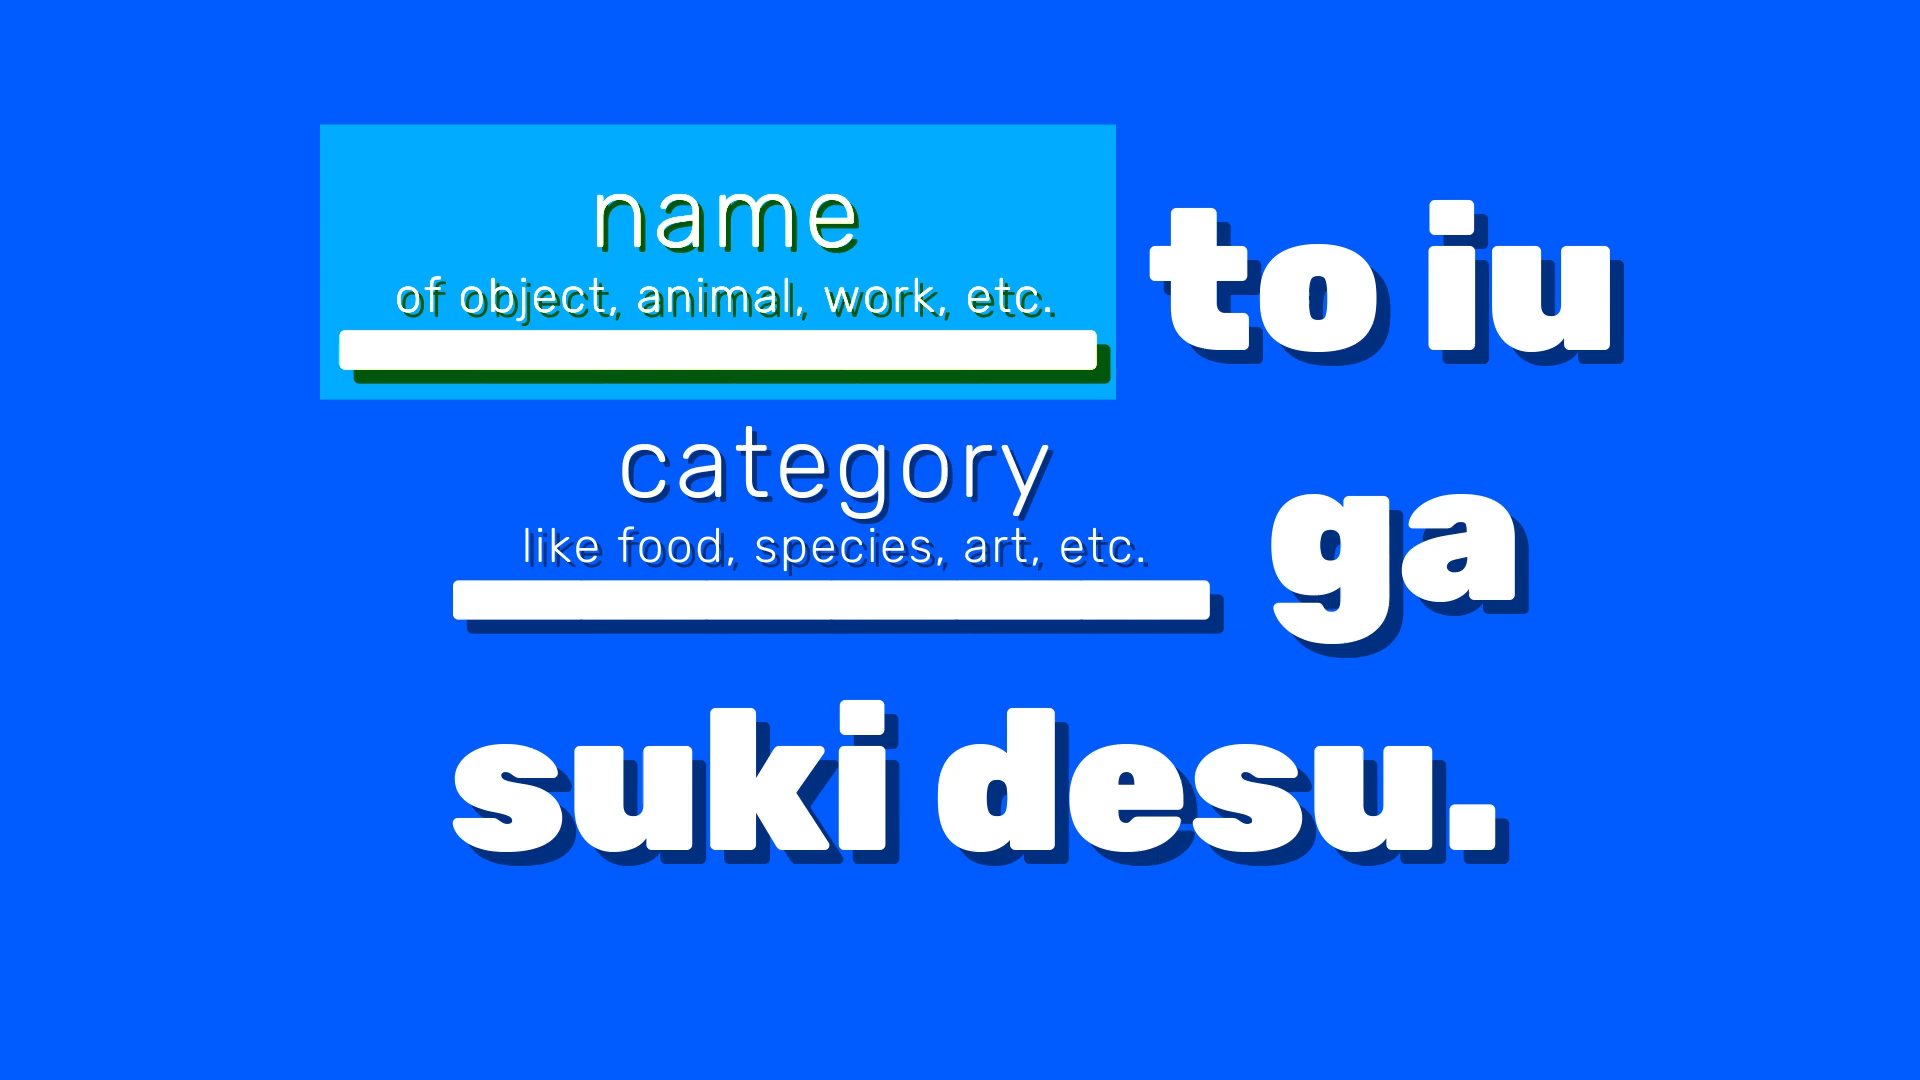 name to iu
of object, animal, work, etc.
category ga
like food, species, art, etc.
suki desu.